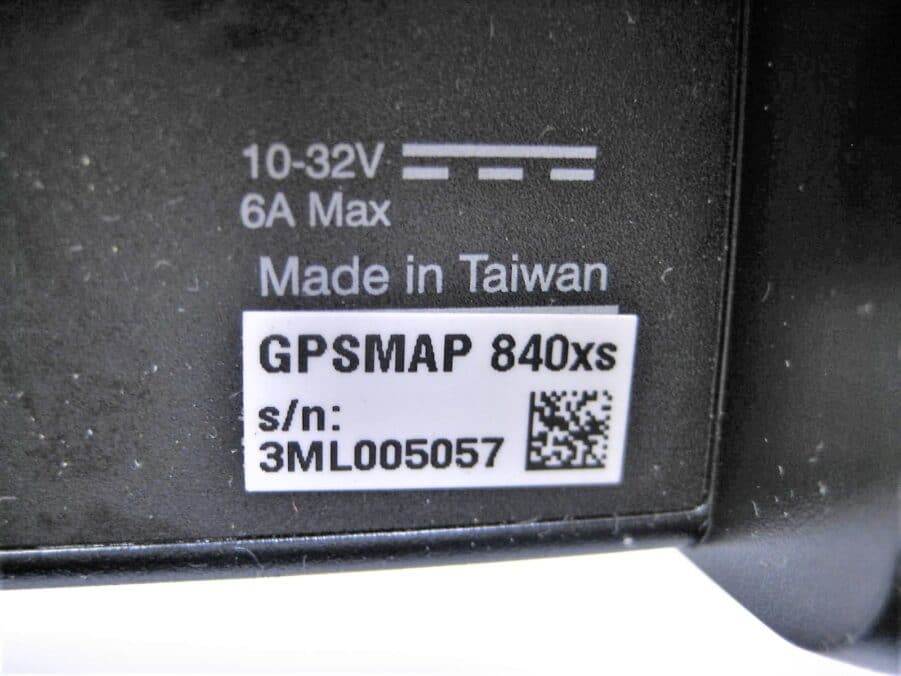 10-32V
6A Max
Made in Taiwan
GPSMAP 840xs
s/n:
3ML005057